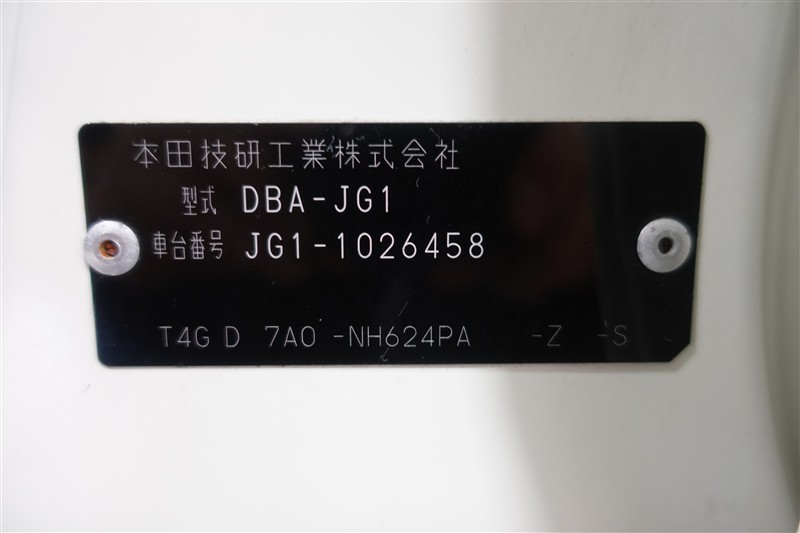 本田技研工業株式会社
型式 DBA-JG1
車台番号 JG1-1026458
T4G D 7A0 -NH624PA -Z -S